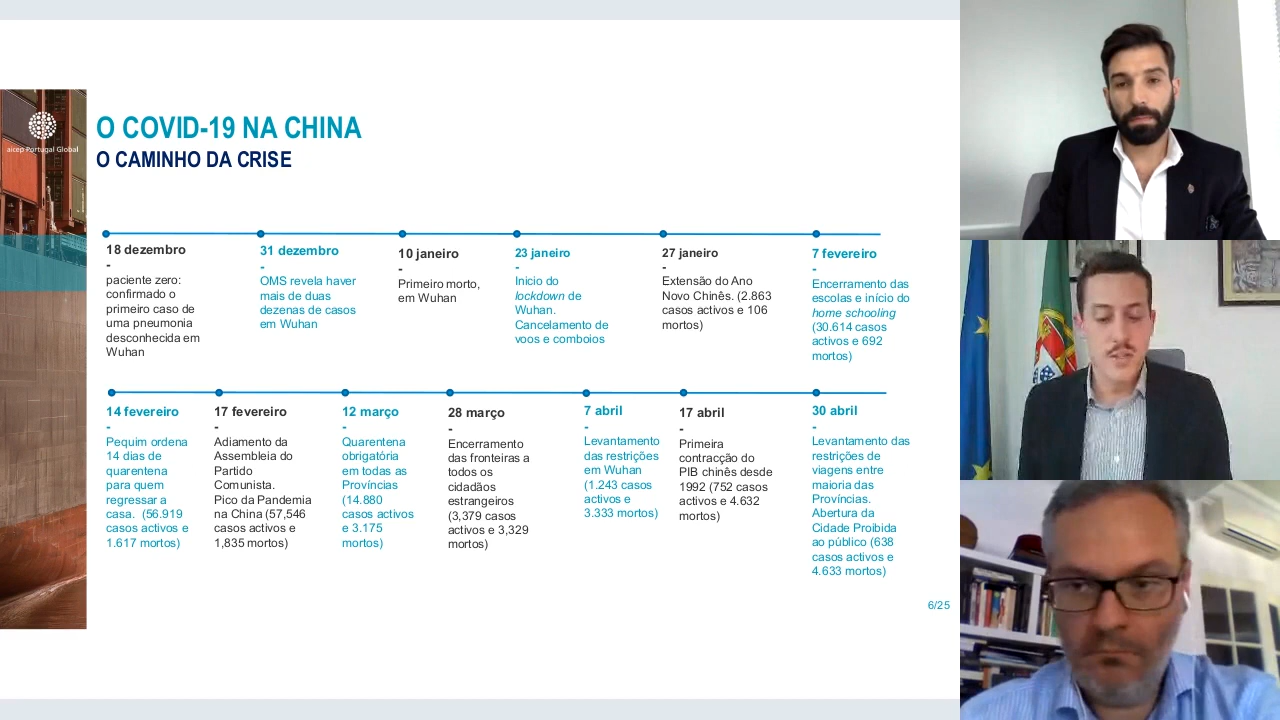 aicep Portugal Global
O COVID-19 NA CHINA
O CAMINHO DA CRISE
18 dezembro
-
paciente zero:
confirmado o
primeiro caso de
uma pneumonia
desconhecida em
Wuhan
31 dezembro
-
OMS revela haver
mais de duas
dezenas de casos
em Wuhan
10 janeiro
-
Primeiro morto,
em Wuhan
23 janeiro
-
Inicio do
lockdown de
Wuhan.
Cancelamento de
voos e comboios
27 janeiro
-
Extensão do Ano
Novo Chinês. (2.863
casos activos e 106
mortos)
7 fevereiro
-
Encerramento das
escolas e início do
home schooling
(30.614 casos
activos e 692
mortos)
14 fevereiro
-
Pequim ordena
14 dias de
quarentena
para quem
regressar a
casa. (56.919
casos activos e
1.617 mortos)
17 fevereiro
-
Adiamento da
Assembleia do
Partido
Comunista.
Pico da Pandemia
na China (57,546
casos activos e
1,835 mortos)
12 março
-
Quarentena
obrigatória
em todas as
Províncias
(14.880
casos activos
e 3.175
mortos)
28 março
-
Encerramento
das fronteiras a
todos os
cidadãos
estrangeiros
(3,379 casos
activos e 3,329
mortos)
7 abril
-
Levantamento
das restrições
em Wuhan
(1.243 casos
activos e
3.333 mortos)
17 abril
-
Primeira
contracção do
PIB chinês desde
1992 (752 casos
activos e 4.632
mortos)
30 abril
-
Levantamento das
restrições de
viagens entre
maioria das
Províncias.
Abertura da
Cidade Proibida
ao público (638
casos activos e
4.633 mortos)
6/25